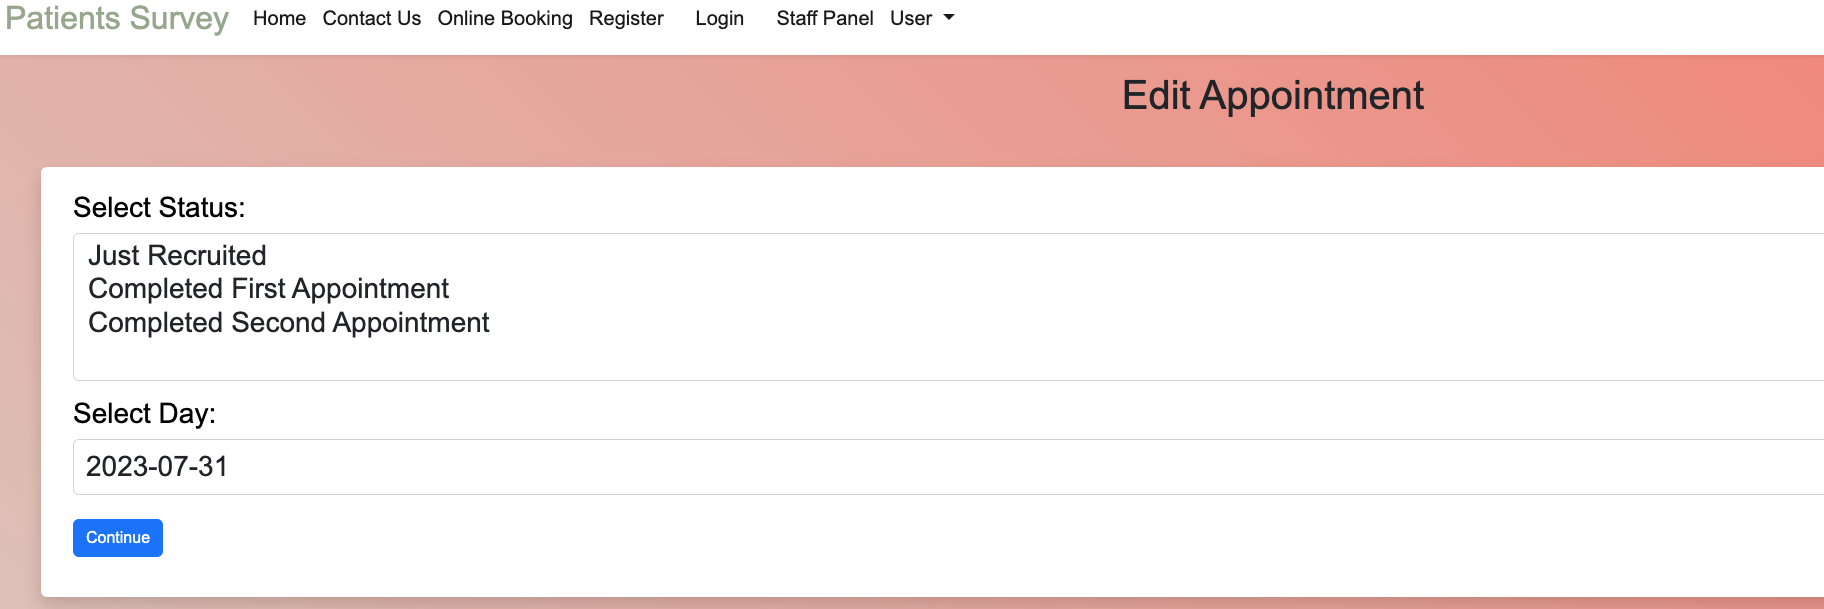 Patients Survey Home Contact Us Online Booking Register Login Staff Panel User
Edit Appointment
Select Status:
Just Recruited
Completed First Appointment
Completed Second Appointment
Select Day:
2023-07-31
Continue